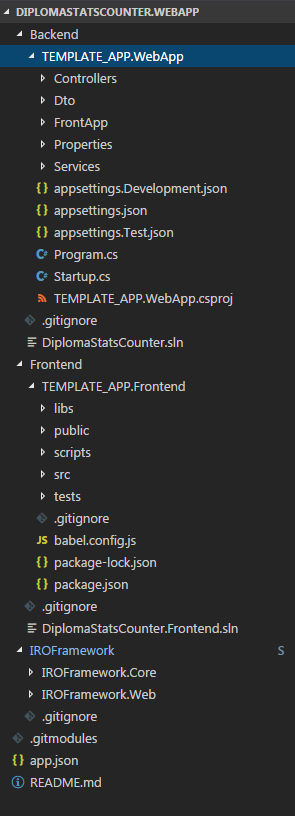 DIPLOMASTATSCOUNTER.WEBAPP
Backend
TEMPLATE_APP.WebApp
Controllers
Dto
FrontApp
Properties
Services
{ } appsettings.Development.json
{ } appsettings.json
{ } appsettings.Test.json
C# Program.cs
C# Startup.cs
TEMPLATE_APP.WebApp.csproj
.gitignore
DiplomaStatsCounter.sln
Frontend
TEMPLATE_APP.Frontend
libs
public
scripts
src
tests
.gitignore
JS babel.config.js
{ } package-lock.json
{ } package.json
.gitignore
DiplomaStatsCounter.Frontend.sln
IROFramework S
IROFramework.Core
IROFramework.Web
.gitignore
.gitmodules
{ } app.json
README.md